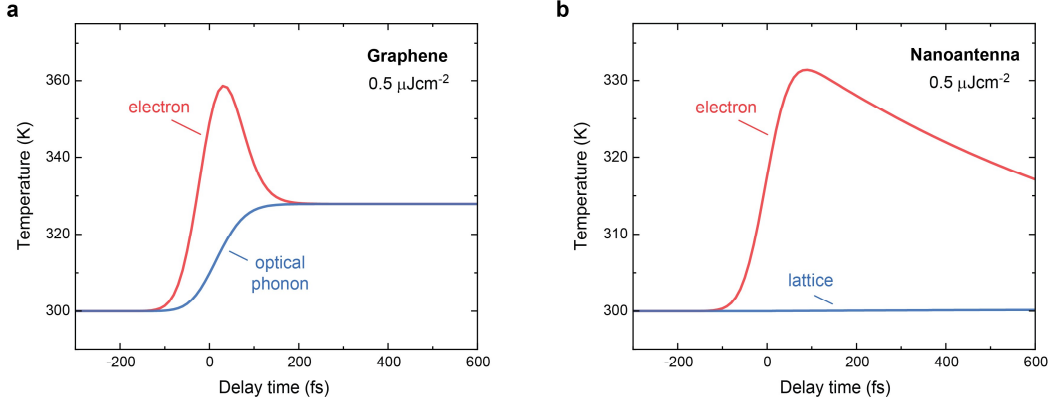 a
Graphene
0.5 μJcm-2
electron
optical
phonon
360
340
320
300
Temperature (K)
-200
0
200
400
600
Delay time (fs)
b
Nanoantenna
0.5 μJcm-2
electron
lattice
330
320
310
300
Temperature (K)
-200
0
200
400
600
Delay time (fs)